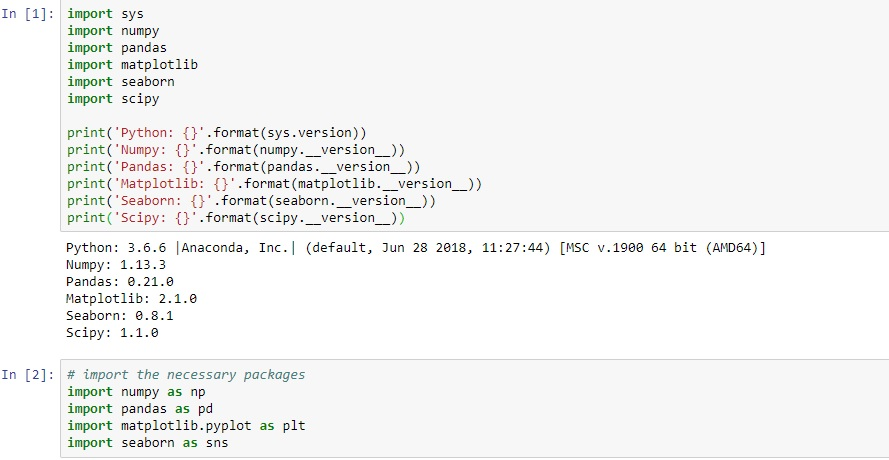 In [1]: import sys
import numpy
import pandas
import matplotlib
import seaborn
import scipy
print('Python: {}'.format(sys.version))
print('Numpy: {}'.format(numpy.__version__))
print('Pandas: {}'.format(pandas.__version__))
print('Matplotlib: {}'.format(matplotlib.__version__))
print('Seaborn: {}'.format(seaborn.__version__))
print('Scipy: {}'.format(scipy.__version__))
Python: 3.6.6 |Anaconda, Inc.| (default, Jun 28 2018, 11:27:44) [MSC v.1900 64 bit (AMD64)]
Numpy: 1.13.3
Pandas: 0.21.0
Matplotlib: 2.1.0
Seaborn: 0.8.1
Scipy: 1.1.0
In [2]: # import the necessary packages
import numpy as np
import pandas as pd
import matplotlib.pyplot as plt
import seaborn as sns